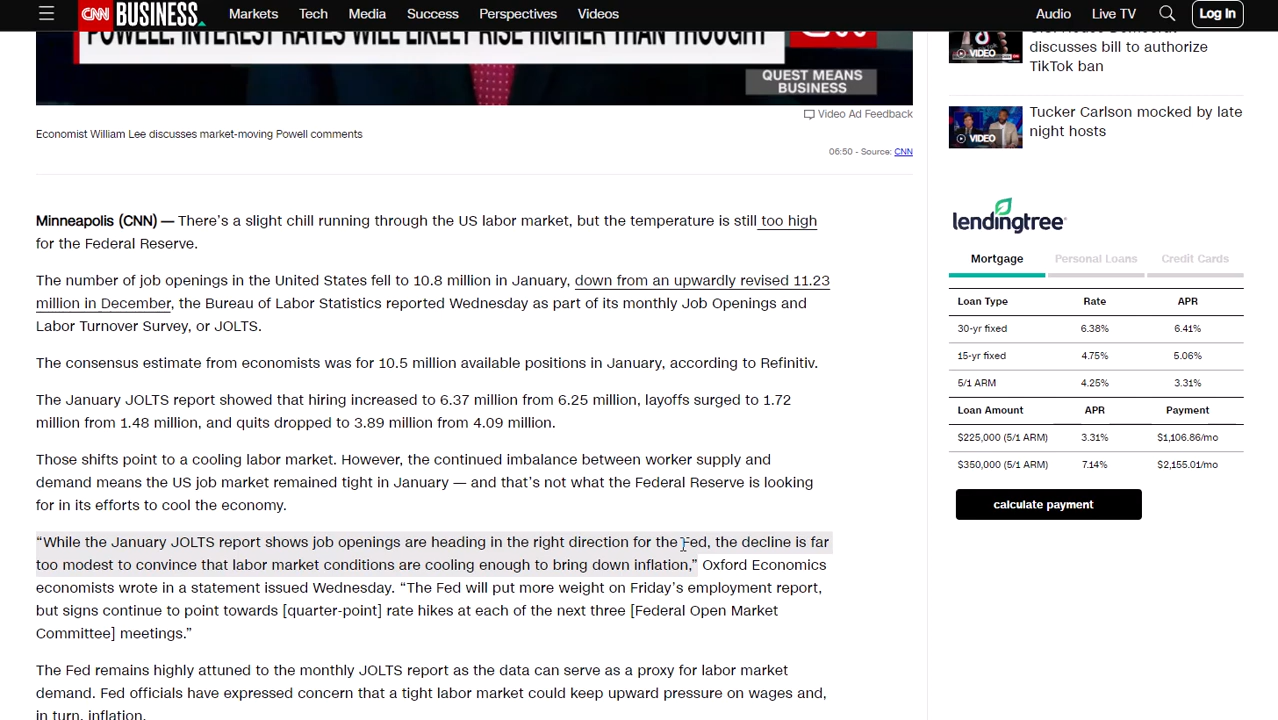 CNN BUSINESS
Markets Tech Media Success Perspectives Videos
Audio Live TV Log In
POWELL: INTEREST RATES WILL LIKELY RISE HIGHER THAN THOUGHT
QUEST MEANS
BUSINESS
Video Ad Feedback
Economist William Lee discusses market-moving Powell comments
06:50 - Source: CNN
Minneapolis (CNN) — There’s a slight chill running through the US labor market, but the temperature is still too high
for the Federal Reserve.
The number of job openings in the United States fell to 10.8 million in January, down from an upwardly revised 11.23
million in December, the Bureau of Labor Statistics reported Wednesday as part of its monthly Job Openings and
Labor Turnover Survey, or JOLTS.
The consensus estimate from economists was for 10.5 million available positions in January, according to Refinitiv.
The January JOLTS report showed that hiring increased to 6.37 million from 6.25 million, layoffs surged to 1.72
million from 1.48 million, and quits dropped to 3.89 million from 4.09 million.
Those shifts point to a cooling labor market. However, the continued imbalance between worker supply and
demand means the US job market remained tight in January — and that’s not what the Federal Reserve is looking
for in its efforts to cool the economy.
“While the January JOLTS report shows job openings are heading in the right direction for the Fed, the decline is far
too modest to convince that labor market conditions are cooling enough to bring down inflation,” Oxford Economics
economists wrote in a statement issued Wednesday. “The Fed will put more weight on Friday’s employment report,
but signs continue to point towards [quarter-point] rate hikes at each of the next three [Federal Open Market
Committee] meetings.”
The Fed remains highly attuned to the monthly JOLTS report as the data can serve as a proxy for labor market
demand. Fed officials have expressed concern that a tight labor market could keep upward pressure on wages and,
in turn, inflation.
VIDEO
discusses bill to authorize
TikTok ban
VIDEO
Tucker Carlson mocked by late
night hosts
lendingtree
Mortgage Personal Loans Credit Cards
Loan Type Rate APR
30-yr fixed 6.38% 6.41%
15-yr fixed 4.75% 5.06%
5/1 ARM 4.25% 3.31%
Loan Amount APR Payment
$225,000 (5/1 ARM) 3.31% $1,106.86/mo
$350,000 (5/1 ARM) 7.14% $2,155.01/mo
calculate payment